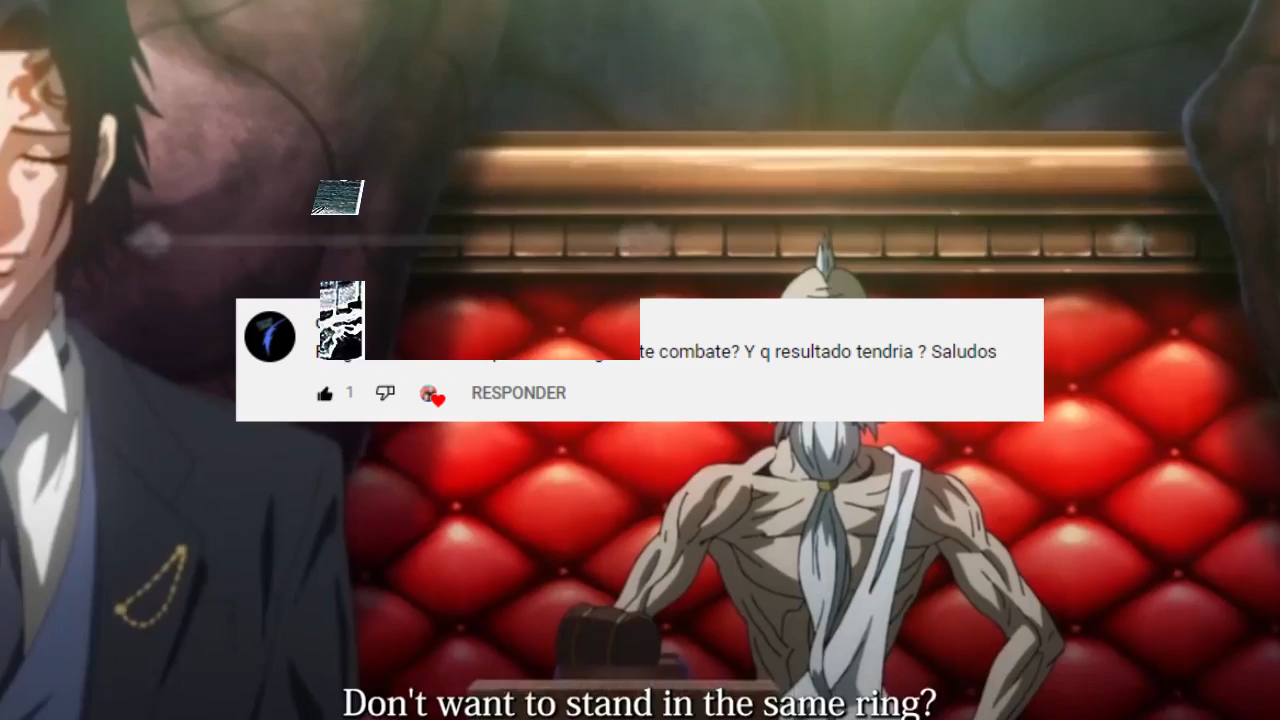 te combate? Y q resultado tendria ? Saludos
1
RESPONDER
Don't want to stand in the same ring?